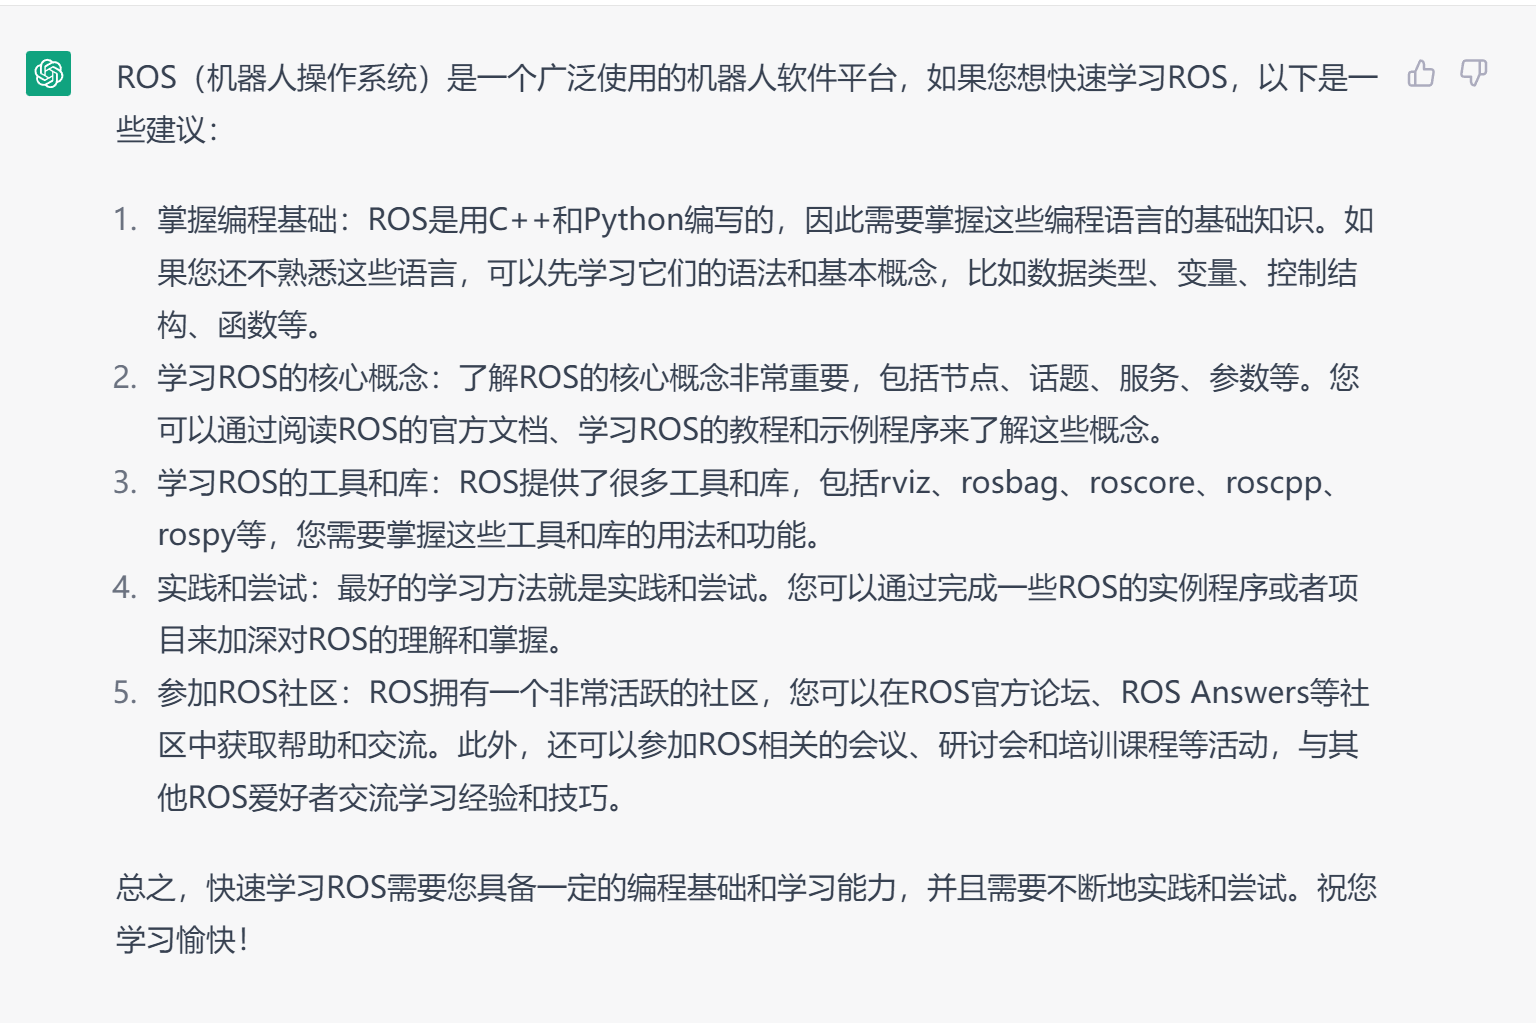 ROS（机器人操作系统）是一个广泛使用的机器人软件平台，如果您想快速学习ROS，以下是一
些建议：
1. 掌握编程基础：ROS是用C++和Python编写的，因此需要掌握这些编程语言的基础知识。如
果您还不熟悉这些语言，可以先学习它们的语法和基本概念，比如数据类型、变量、控制结
构、函数等。
2. 学习ROS的核心概念：了解ROS的核心概念非常重要，包括节点、话题、服务、参数等。您
可以通过阅读ROS的官方文档、学习ROS的教程和示例程序来了解这些概念。
3. 学习ROS的工具和库：ROS提供了很多工具和库，包括rviz、rosbag、roscore、roscpp、
rospy等，您需要掌握这些工具和库的用法和功能。
4. 实践和尝试：最好的学习方法就是实践和尝试。您可以通过完成一些ROS的实例程序或者项
目来加深对ROS的理解和掌握。
5. 参加ROS社区：ROS拥有一个非常活跃的社区，您可以在ROS官方论坛、ROS Answers等社
区中获取帮助和交流。此外，还可以参加ROS相关的会议、研讨会和培训课程等活动，与其
他ROS爱好者交流学习经验和技巧。
总之，快速学习ROS需要您具备一定的编程基础和学习能力，并且需要不断地实践和尝试。祝您
学习愉快！